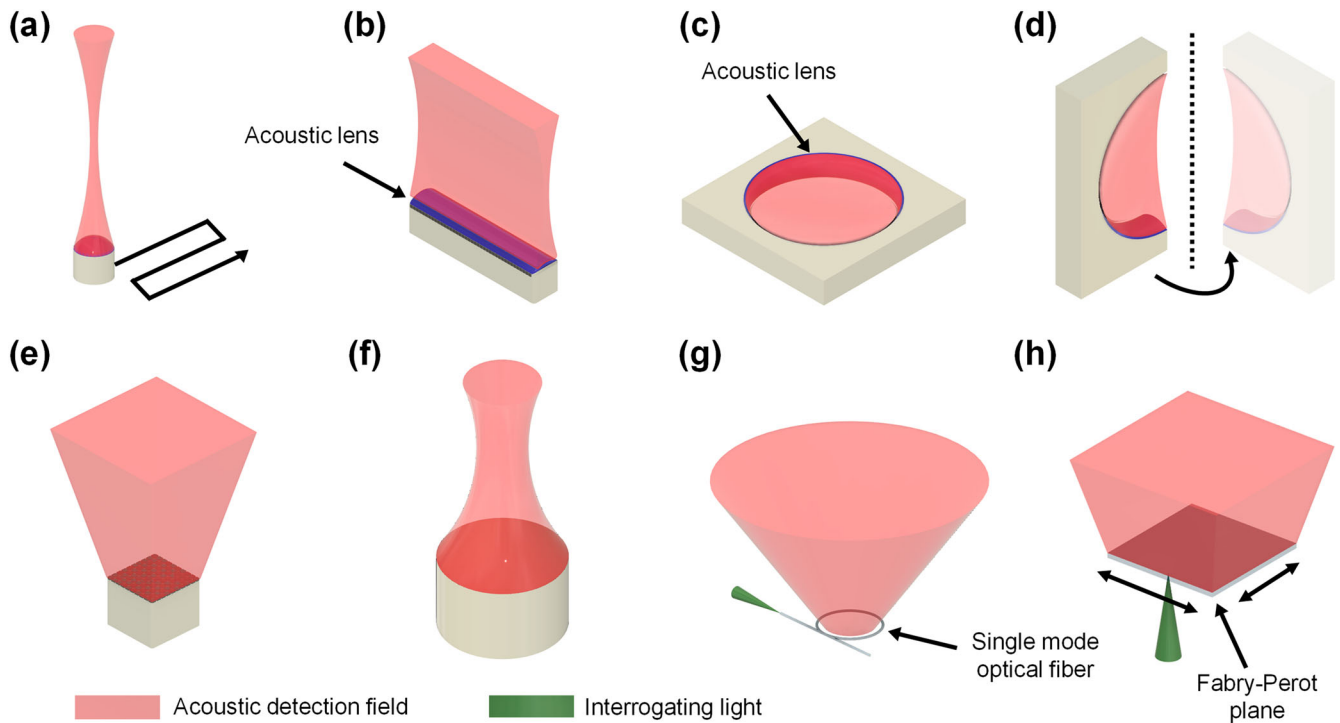 (a)
(b)
(c)
(d)
Acoustic lens
Acoustic lens
(e)
(f)
(g)
(h)
Single mode
optical fiber
Fabry-Perot
plane
Acoustic detection field
Interrogating light